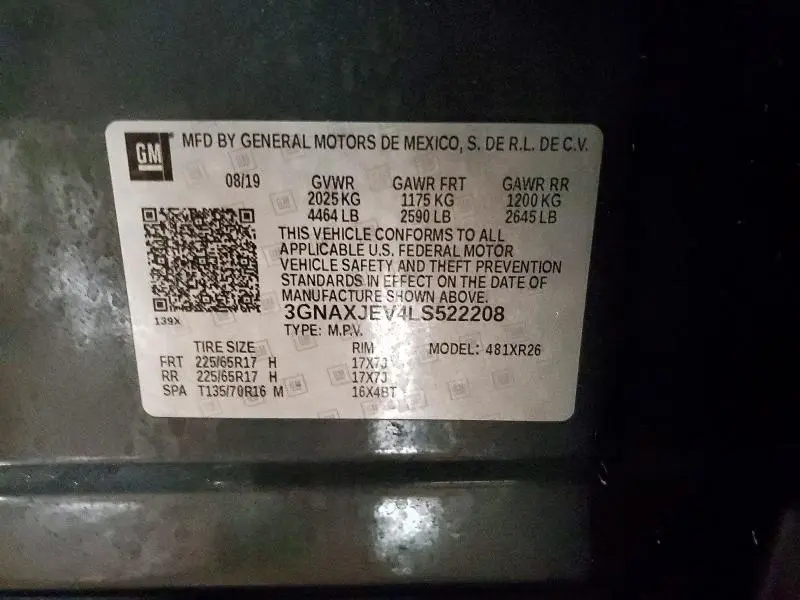 GM MFD BY GENERAL MOTORS DE MEXICO, S. DE R.L. DE C.V.
08/19 GVWR GAWR FRT GAWR RR
2025 KG 1175 KG 1200 KG
4464 LB 2590 LB 2645 LB
THIS VEHICLE CONFORMS TO ALL
APPLICABLE U.S. FEDERAL MOTOR
VEHICLE SAFETY AND THEFT PREVENTION
STANDARDS IN EFFECT ON THE DATE OF
MANUFACTURE SHOWN ABOVE.
139X 3GNAXJEV4LS522208
TYPE: M.P.V.
TIRE SIZE RIM MODEL: 481XR26
FRT 225/65R17 H 17X7J
RR 225/65R17 H 17X7J
SPA T135/70R16 M 16X4BT